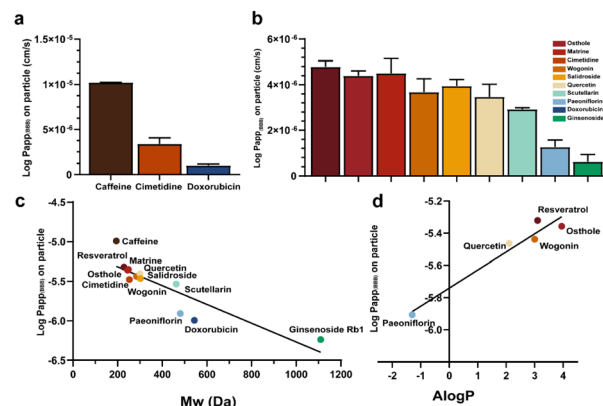 a
Log Papp(BBB) on particle (cm/s)
1.5×10⁻⁵
1×10⁻⁵
5×10⁻⁶
0
Caffeine
Cimetidine
Doxorubicin
b
Log Papp(BBB) on particle (cm/s)
6×10⁻⁶
4×10⁻⁶
2×10⁻⁶
0
Osthole
Matrine
Cimetidine
Wogonin
Salidroside
Quercetin
Scutellarin
Paeoniflorin
Doxorubicin
Ginsenoside
c
Log Papp(BBB) on particle
-4.5
-5.0
-5.5
-6.0
-6.5
0
200
400
600
800
1000
1200
Mw (Da)
Caffeine
Resveratrol
Matrine
Quercetin
Osthole
Salidroside
Cimetidine
Wogonin
Scutellarin
Paeoniflorin
Doxorubicin
Ginsenoside Rb1
d
Log Papp(BBB) on particle
-5.2
-5.4
-5.6
-5.8
-6.0
-2
-1
0
1
2
3
4
AlogP
Resveratrol
Osthole
Quercetin
Wogonin
Paeoniflorin